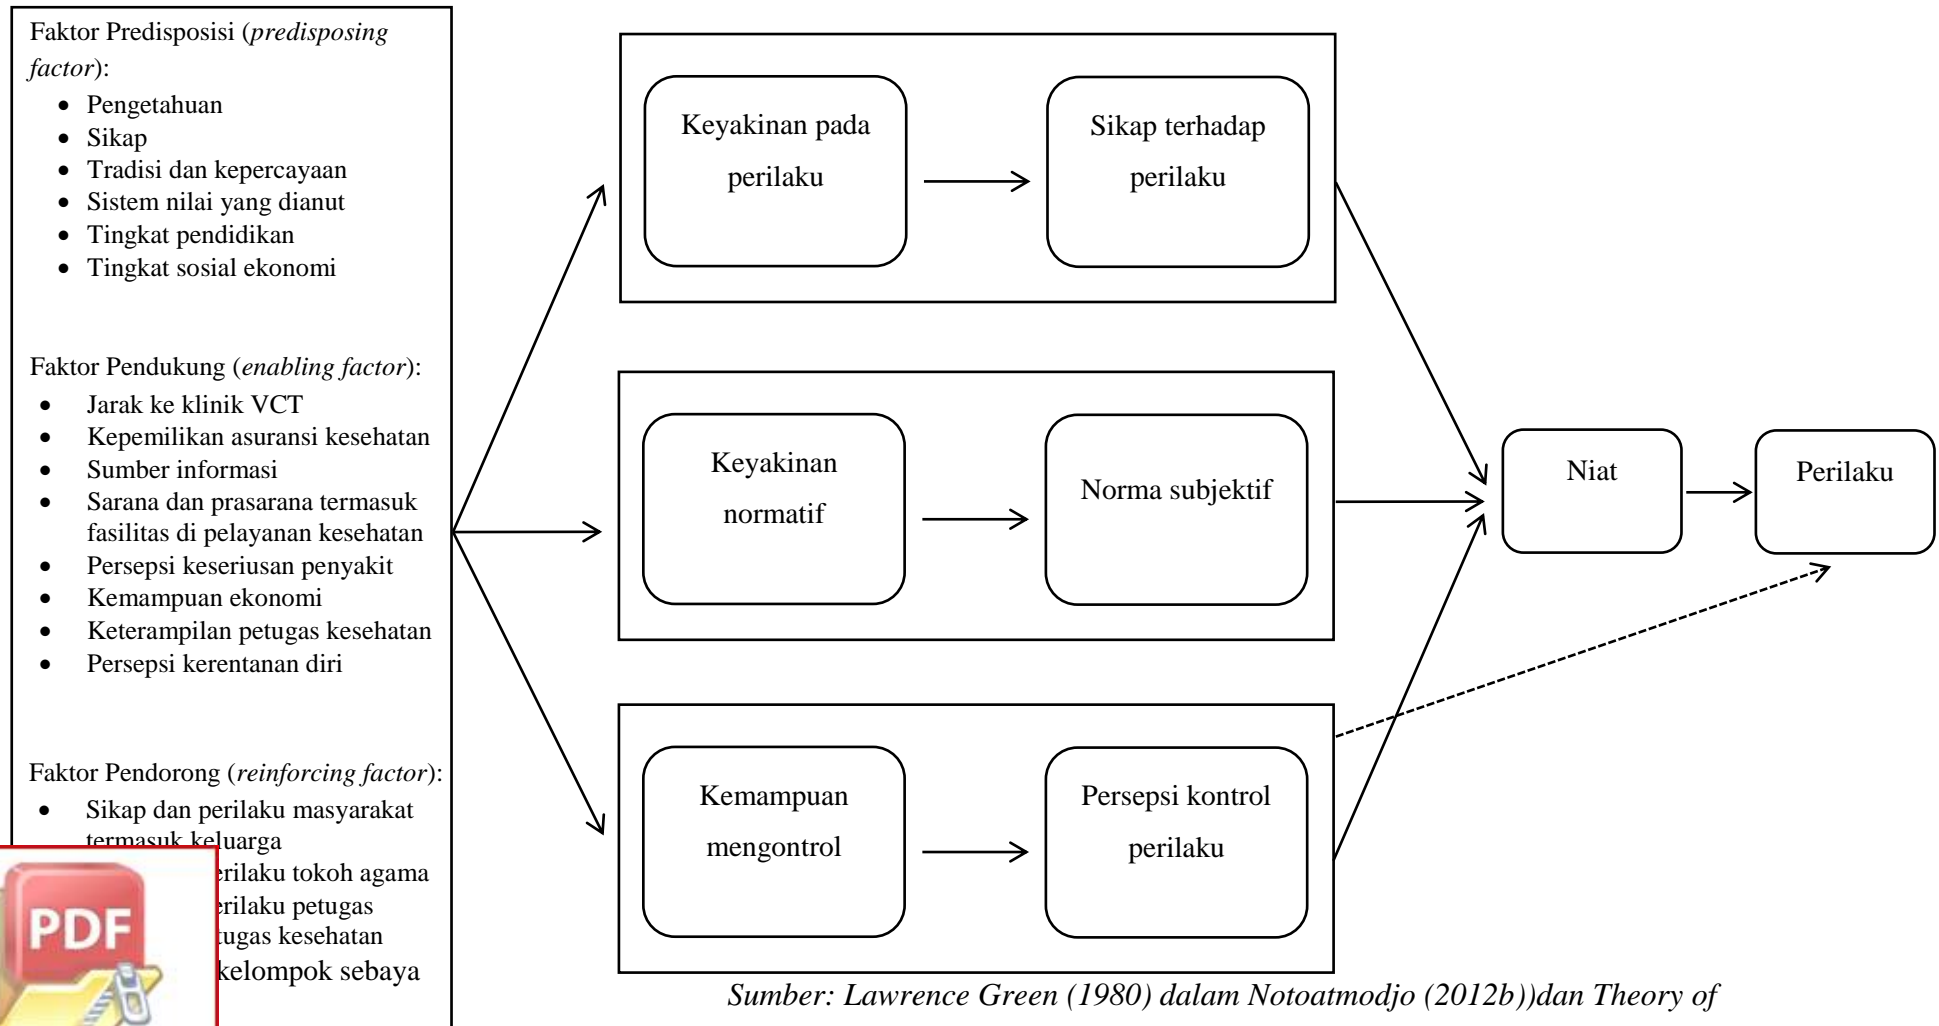 Faktor Predisposisi (predisposing
factor):
• Pengetahuan
• Sikap
• Tradisi dan kepercayaan
• Sistem nilai yang dianut
• Tingkat pendidikan
• Tingkat sosial ekonomi
Faktor Pendukung (enabling factor):
• Jarak ke klinik VCT
• Kepemilikan asuransi kesehatan
• Sumber informasi
• Sarana dan prasarana termasuk
fasilitas di pelayanan kesehatan
• Persepsi keseriusan penyakit
• Kemampuan ekonomi
• Keterampilan petugas kesehatan
• Persepsi kerentanan diri
Faktor Pendorong (reinforcing factor):
• Sikap dan perilaku masyarakat
termasuk keluarga
erilaku tokoh agama
erilaku petugas
tugas kesehatan
kelompok sebaya
PDF
Keyakinan pada
perilaku
Sikap terhadap
perilaku
Keyakinan
normatif
Norma subjektif
Kemampuan
mengontrol
Persepsi kontrol
perilaku
Niat
Perilaku
Sumber: Lawrence Green (1980) dalam Notoatmodjo (2012b))dan Theory of